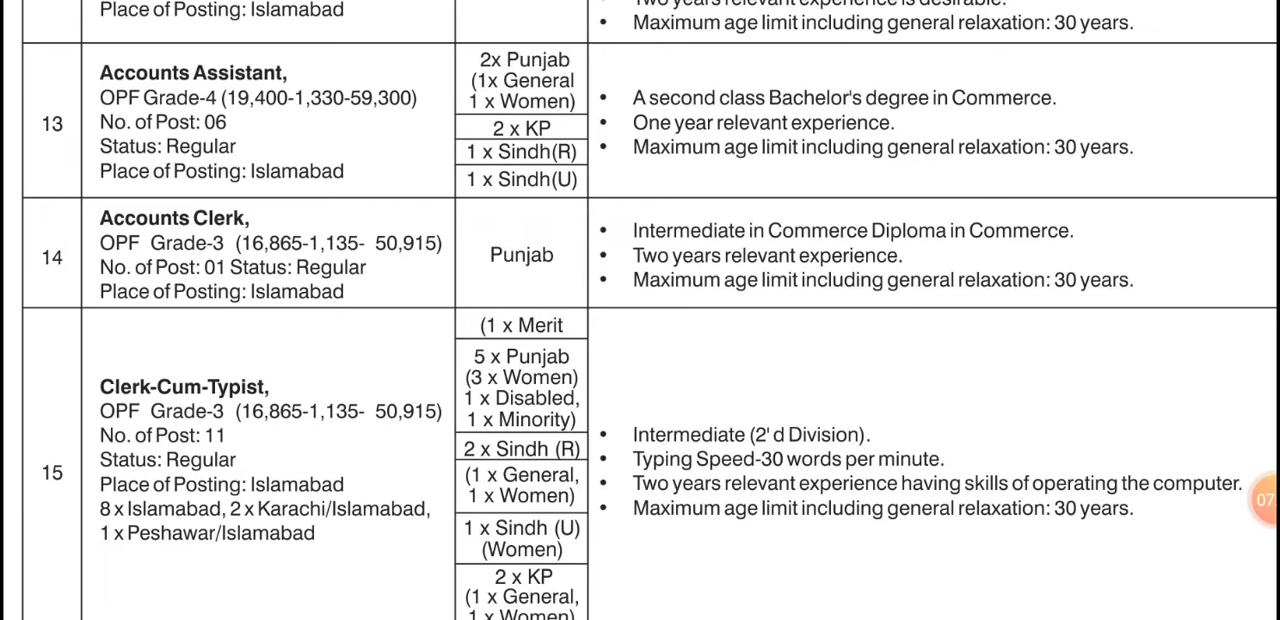 Place of Posting: Islamabad
Two years relevant experience is desirable.
• Maximum age limit including general relaxation: 30 years.
13
Accounts Assistant,
OPF Grade-4 (19,400-1,330-59,300)
No. of Post: 06
Status: Regular
Place of Posting: Islamabad
2x Punjab
(1x General
1 x Women)
2 x KP
1 x Sindh(R)
1 x Sindh(U)
• A second class Bachelor's degree in Commerce.
• One year relevant experience.
• Maximum age limit including general relaxation: 30 years.
14
Accounts Clerk,
OPF Grade-3 (16,865-1,135- 50,915)
No. of Post: 01 Status: Regular
Place of Posting: Islamabad
Punjab
• Intermediate in Commerce Diploma in Commerce.
• Two years relevant experience.
• Maximum age limit including general relaxation: 30 years.
15
Clerk-Cum-Typist,
OPF Grade-3 (16,865-1,135- 50,915)
No. of Post: 11
Status: Regular
Place of Posting: Islamabad
8 x Islamabad, 2 x Karachi/Islamabad,
1 x Peshawar/Islamabad
(1 x Merit
5 x Punjab
(3 x Women)
1 x Disabled,
1 x Minority)
2 x Sindh (R)
(1 x General,
1 x Women)
1 x Sindh (U)
(Women)
2 x KP
(1 x General,
1 x Women)
• Intermediate (2' d Division).
• Typing Speed-30 words per minute.
• Two years relevant experience having skills of operating the computer.
• Maximum age limit including general relaxation: 30 years.
07